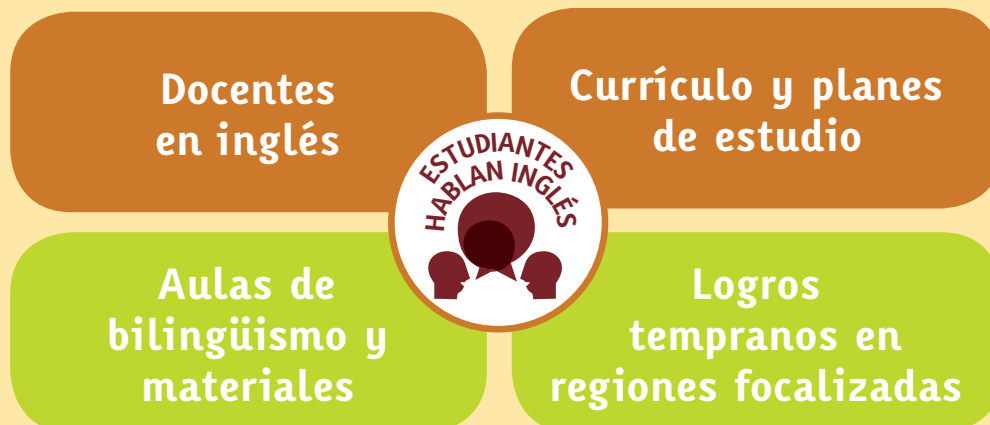 Docentes
en inglés
Currículo y planes
de estudio
ESTUDIANTES
HABLAN INGLÉS
Aulas de
bilingüismo y
materiales
Logros
tempranos en
regiones focalizadas